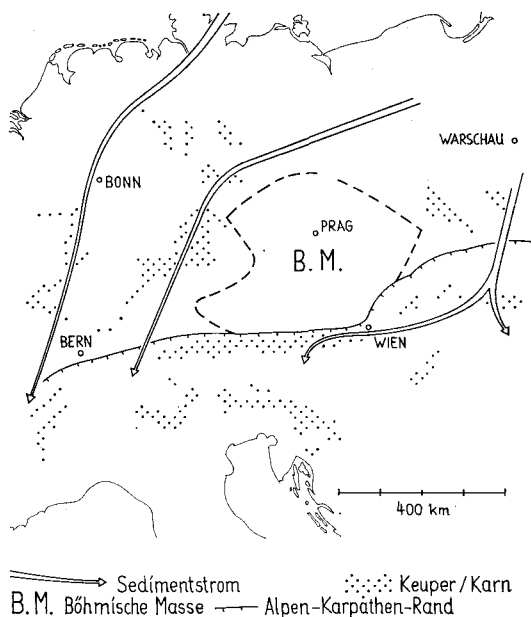 WARSCHAU
BONN
PRAG
B. M.
BERN
WIEN
400 km
Sedimentstrom
Keuper / Karn
B. M. Böhmische Masse
Alpen-Karpathen-Rand